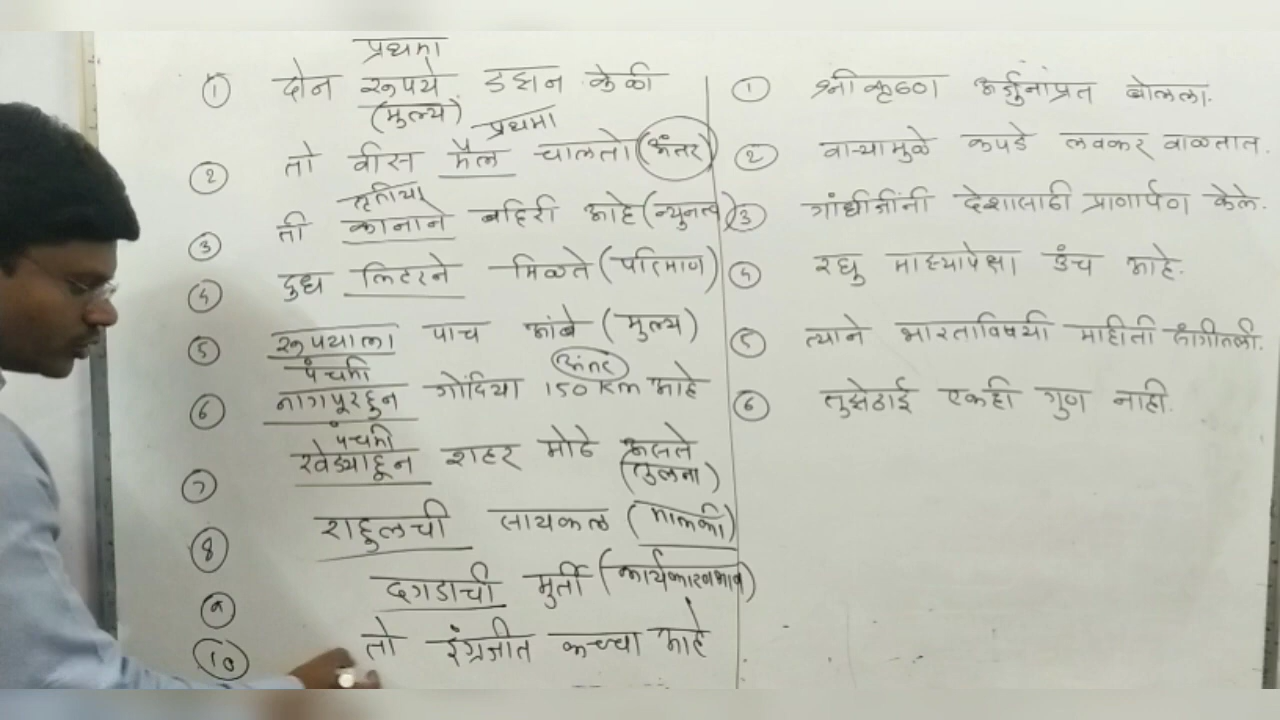 प्रथमा
① दोन रूपये डझन केळी
(मुल्य)
प्रथमा
② तो वीस मैल चालतो (अंतर)
तृतीया
③ ती कानाने बहिरी आहे (न्युनत्व)
④ दुध लिटरने मिळते (परिमाण)
⑤ रूपयाला पाच आंबे (मुल्य)
पंचमी
अंतर
⑥ नागपूरहुन गोंदिया 150 Km आहे
पंचमी
⑦ खेड्याहून शहर मोठे असते
(तुलना)
⑧ राहुलची सायकल (मालकी)
⑨ दगडाची मुर्ती (कार्यकारणभाव)
⑩ तो इंग्रजीत कच्चा आहे
① श्रीकृष्ण अर्जुनांप्रत बोलला.
② वाऱ्यामुळे कपडे लवकर वाळतात.
③ गांधीजींनी देशासाठी प्राणार्पण केले.
④ रघु माझ्यापेक्षा उंच आहे.
⑤ त्याने भारताविषयी माहीती सांगीतली.
⑥ तुझेठाई एकही गुण नाही.